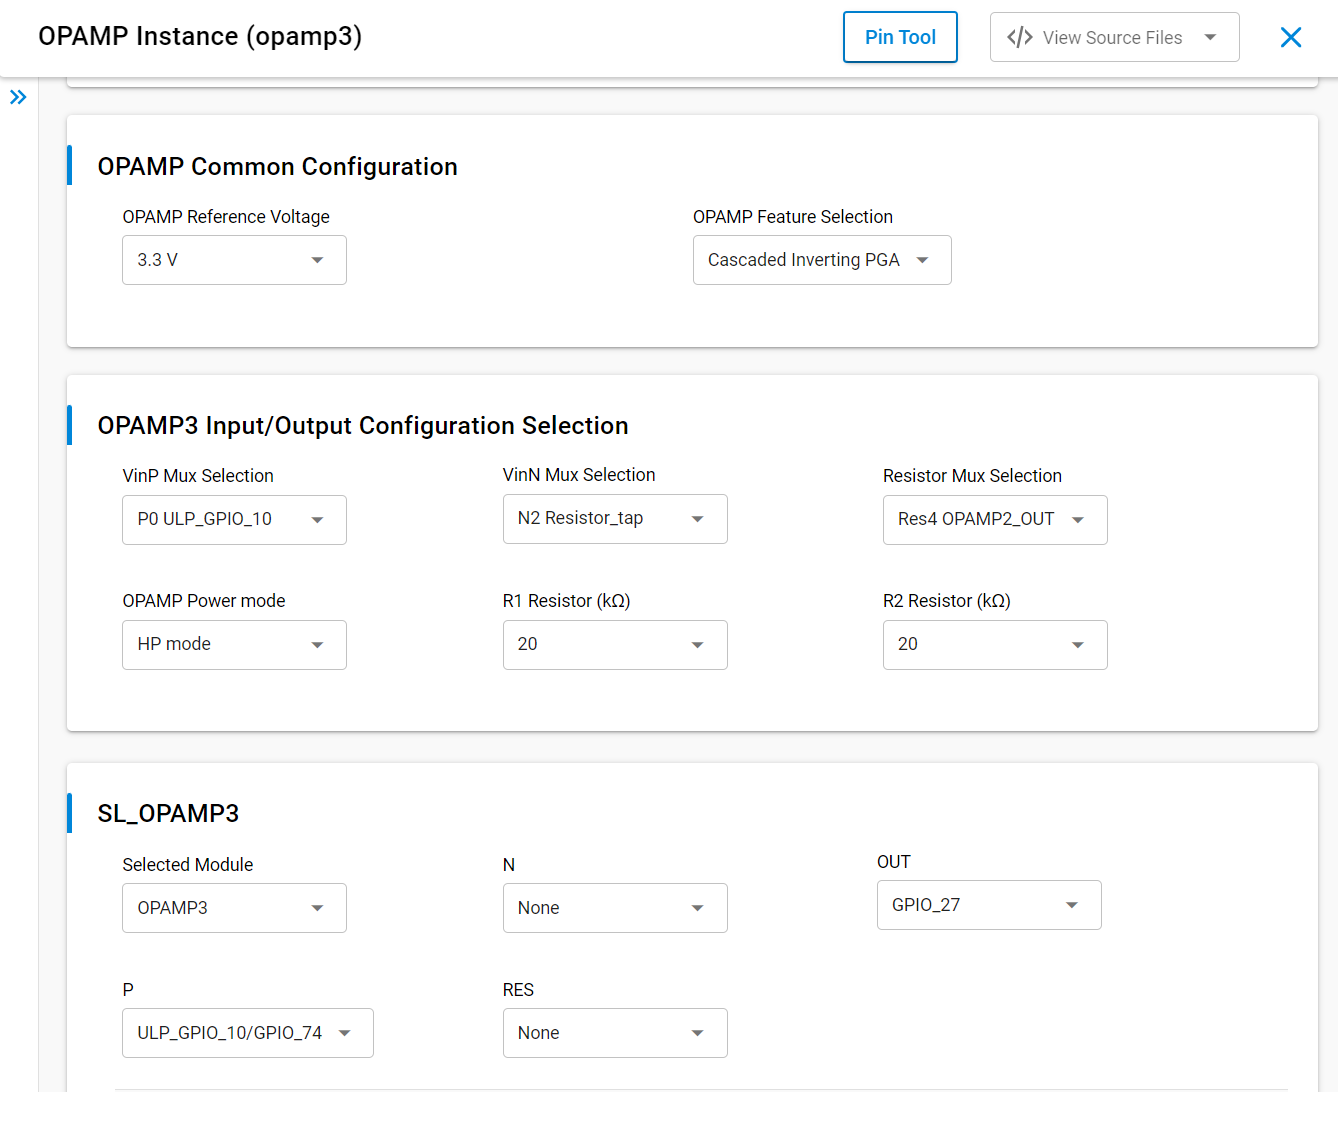 OPAMP Instance (opamp3)
Pin Tool
</> View Source Files
OPAMP Common Configuration
OPAMP Reference Voltage
OPAMP Feature Selection
3.3 V
Cascaded Inverting PGA
OPAMP3 Input/Output Configuration Selection
VinP Mux Selection
VinN Mux Selection
Resistor Mux Selection
P0 ULP_GPIO_10
N2 Resistor_tap
Res4 OPAMP2_OUT
OPAMP Power mode
R1 Resistor (kΩ)
R2 Resistor (kΩ)
HP mode
20
20
SL_OPAMP3
Selected Module
N
OUT
OPAMP3
None
GPIO_27
P
RES
ULP_GPIO_10/GPIO_74
None